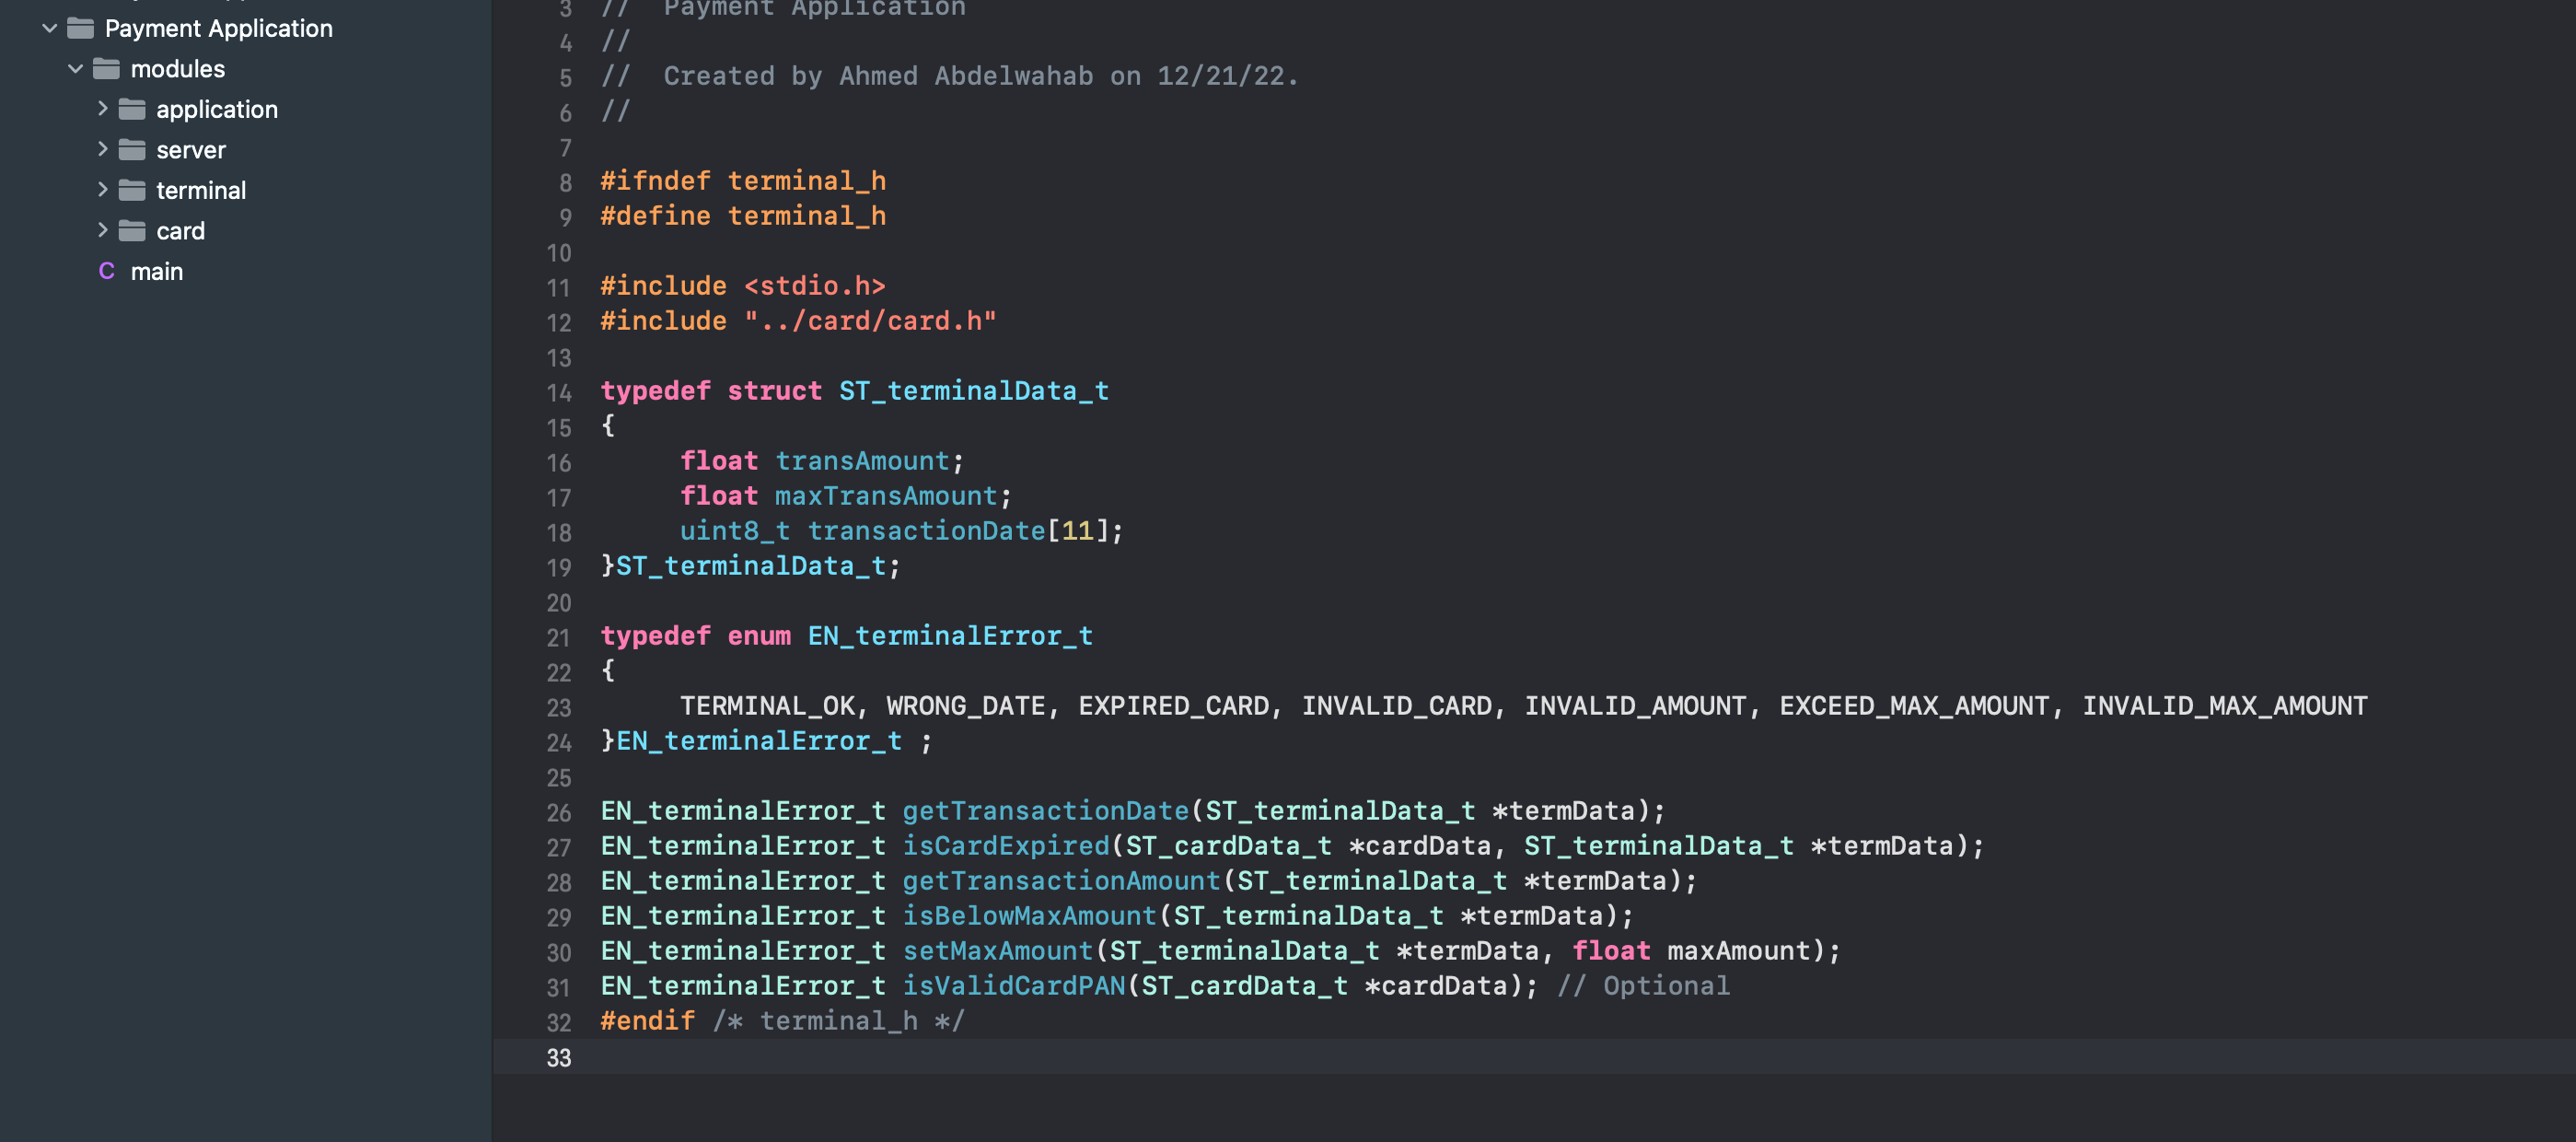 Payment Application
modules
application
server
terminal
card
C main
3 // Payment Application
4 //
5 // Created by Ahmed Abdelwahab on 12/21/22.
6 //
7
8 #ifndef terminal_h
9 #define terminal_h
10
11 #include <stdio.h>
12 #include "../card/card.h"
13
14 typedef struct ST_terminalData_t
15 {
16 float transAmount;
17 float maxTransAmount;
18 uint8_t transactionDate[11];
19 }ST_terminalData_t;
20
21 typedef enum EN_terminalError_t
22 {
23 TERMINAL_OK, WRONG_DATE, EXPIRED_CARD, INVALID_CARD, INVALID_AMOUNT, EXCEED_MAX_AMOUNT, INVALID_MAX_AMOUNT
24 }EN_terminalError_t ;
25
26 EN_terminalError_t getTransactionDate(ST_terminalData_t *termData);
27 EN_terminalError_t isCardExpired(ST_cardData_t *cardData, ST_terminalData_t *termData);
28 EN_terminalError_t getTransactionAmount(ST_terminalData_t *termData);
29 EN_terminalError_t isBelowMaxAmount(ST_terminalData_t *termData);
30 EN_terminalError_t setMaxAmount(ST_terminalData_t *termData, float maxAmount);
31 EN_terminalError_t isValidCardPAN(ST_cardData_t *cardData); // Optional
32 #endif /* terminal_h */
33